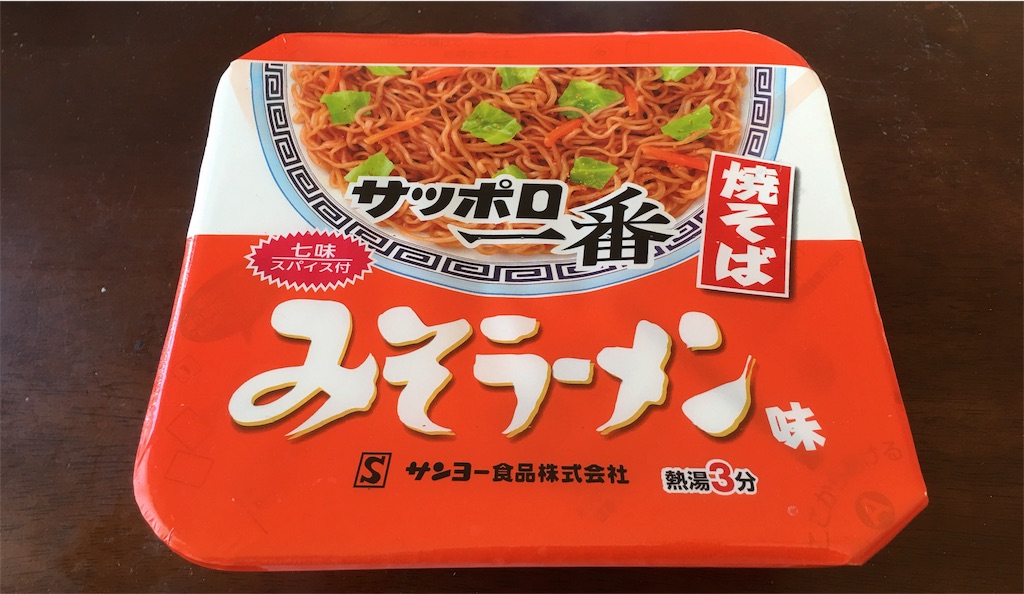 サッポロ一番
焼そば
七味
スパイス付
みそラーメン
味
S サンヨー食品株式会社
熱湯3分